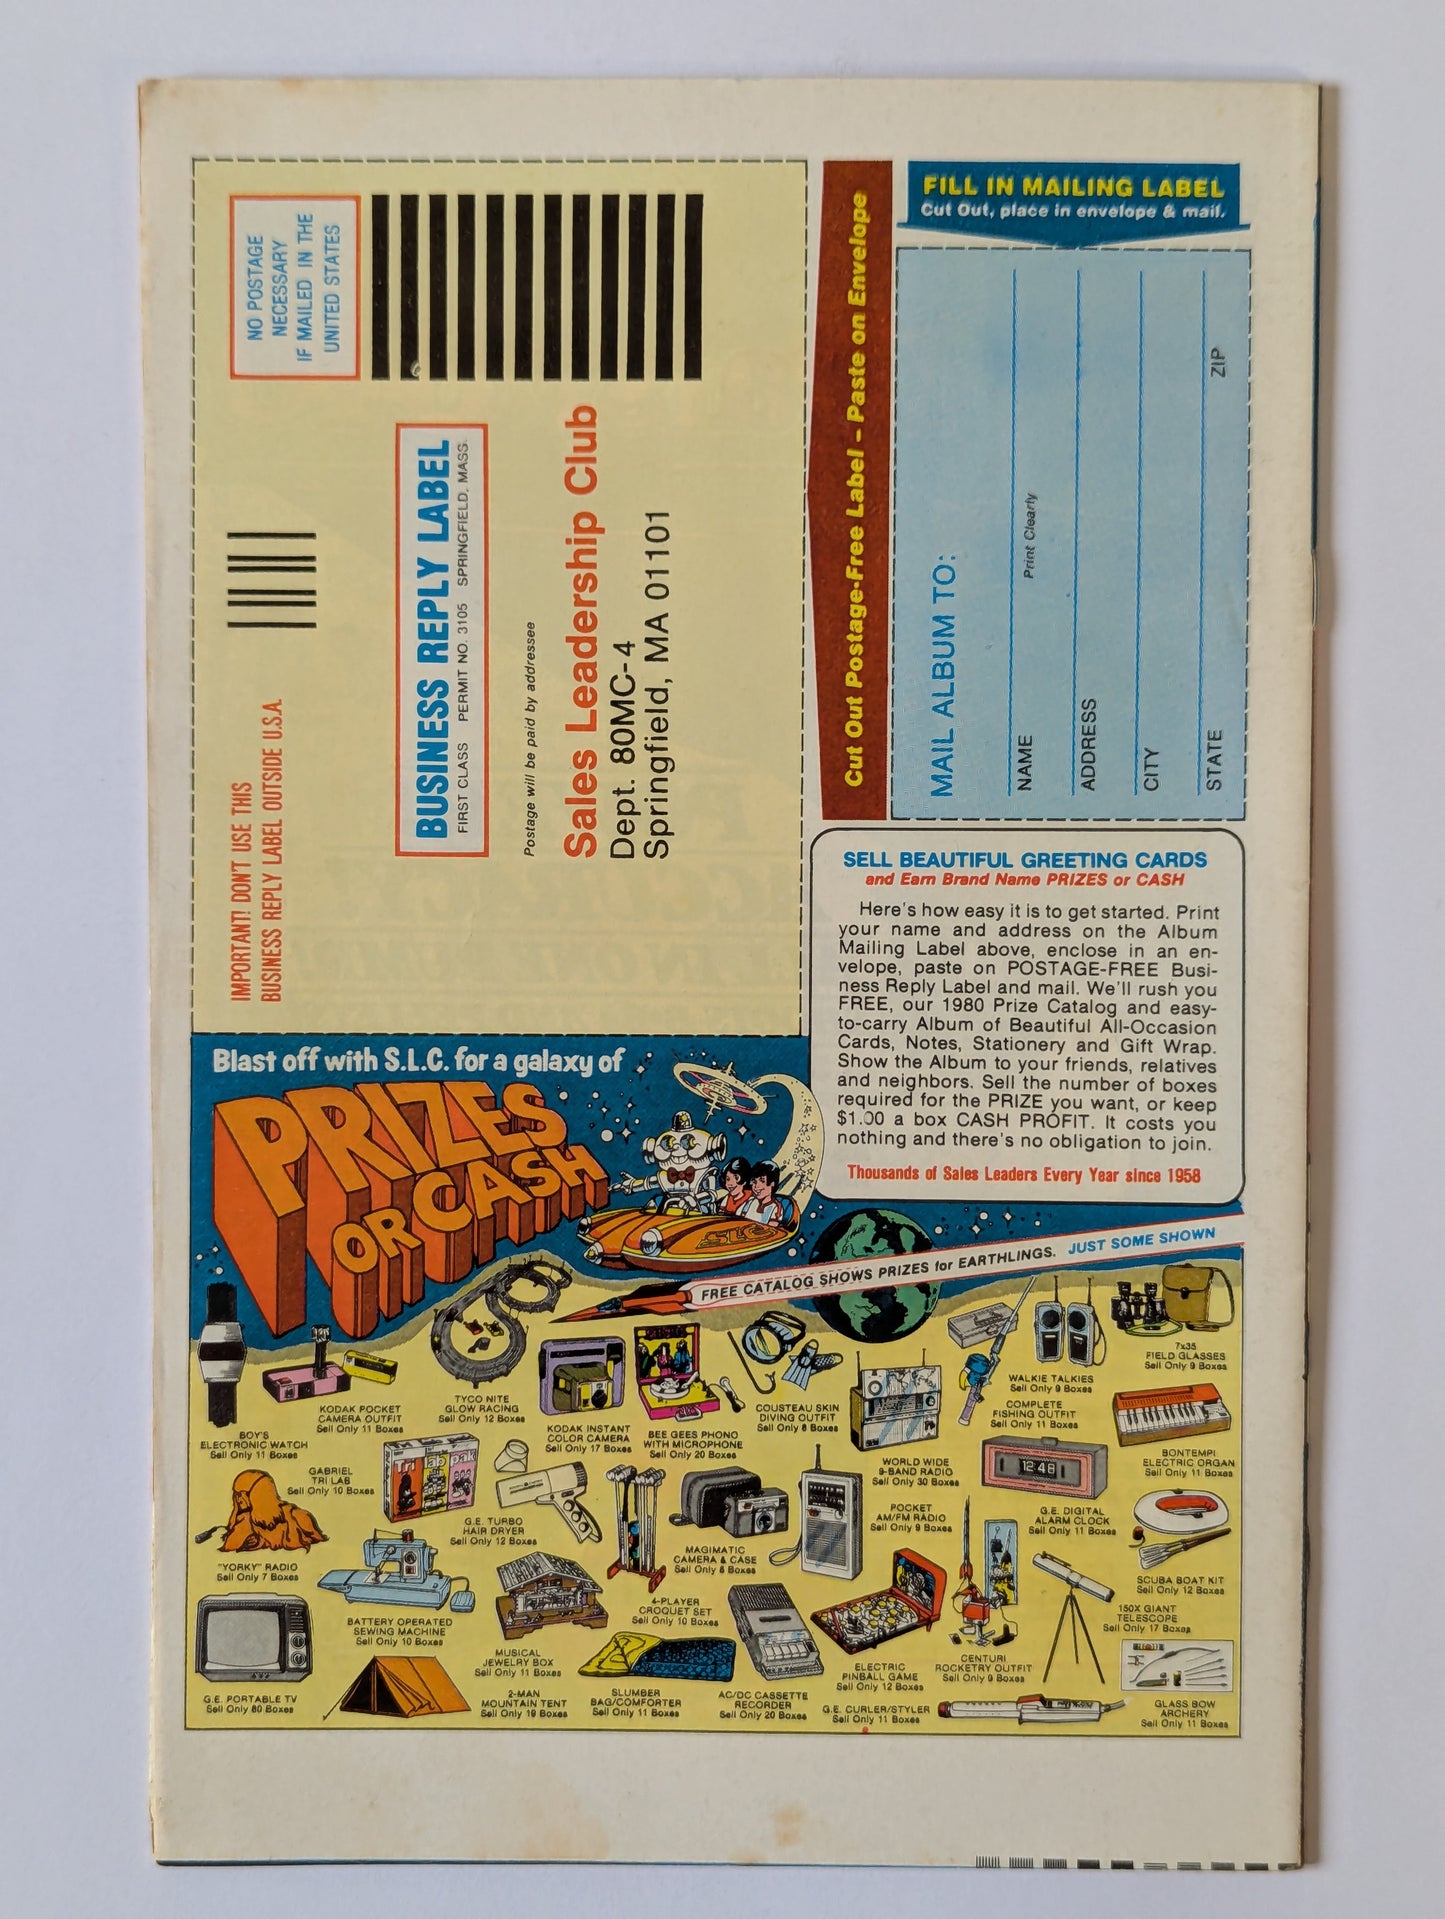 NO POSTAGE
NECESSARY
IF MAILED IN THE
UNITED STATES
IMPORTANT! DON'T USE THIS
BUSINESS REPLY LABEL OUTSIDE U.S.A.
BUSINESS REPLY LABEL
FIRST CLASS PERMIT NO. 3105 SPRINGFIELD, MASS.
Postage will be paid by addressee
Sales Leadership Club
Dept. 80MC-4
Springfield, MA 01101
Cut Out Postage-Free Label - Paste on Envelope
FILL IN MAILING LABEL
Cut Out, place in envelope & mail.
MAIL ALBUM TO:
NAME
Print Clearly
ADDRESS
CITY
STATE ZIP
SELL BEAUTIFUL GREETING CARDS
and Earn Brand Name PRIZES or CASH
Here's how easy it is to get started. Print
your name and address on the Album
Mailing Label above, enclose in an en-
velope, paste on POSTAGE-FREE Busi-
ness Reply Label and mail. We'll rush you
FREE, our 1980 Prize Catalog and easy-
to-carry Album of Beautiful All-Occasion
Cards, Notes, Stationery and Gift Wrap.
Show the Album to your friends, relatives
and neighbors. Sell the number of boxes
required for the PRIZE you want, or keep
$1.00 a box CASH PROFIT. It costs you
nothing and there's no obligation to join.
Thousands of Sales Leaders Every Year since 1958
Blast off with S.L.C. for a galaxy of
PRIZES
OR CASH
SLC
FREE CATALOG SHOWS PRIZES for EARTHLINGS. JUST SOME SHOWN
BOY'S
ELECTRONIC WATCH
Sell Only 11 Boxes
KODAK POCKET
CAMERA OUTFIT
Sell Only 11 Boxes
TYCO NITE
GLOW RACING
Sell Only 12 Boxes
KODAK INSTANT
COLOR CAMERA
Sell Only 17 Boxes
BEE GEES PHONO
WITH MICROPHONE
Sell Only 20 Boxes
COUSTEAU SKIN
DIVING OUTFIT
Sell Only 8 Boxes
WORLD WIDE
9-BAND RADIO
Sell Only 30 Boxes
COMPLETE
FISHING OUTFIT
Sell Only 11 Boxes
WALKIE TALKIES
Sell Only 9 Boxes
7x35
FIELD GLASSES
Sell Only 9 Boxes
BONTEMPI
ELECTRIC ORGAN
Sell Only 11 Boxes
GABRIEL
TRI LAB
Sell Only 10 Boxes
Tri lab pak
G.E. TURBO
HAIR DRYER
Sell Only 12 Boxes
MAGIMATIC
CAMERA & CASE
Sell Only 8 Boxes
POCKET
AM/FM RADIO
Sell Only 9 Boxes
12 48
G.E. DIGITAL
ALARM CLOCK
Sell Only 11 Boxes
SCUBA BOAT KIT
Sell Only 12 Boxes
"YORKY" RADIO
Sell Only 7 Boxes
BATTERY OPERATED
SEWING MACHINE
Sell Only 10 Boxes
MUSICAL
JEWELRY BOX
Sell Only 11 Boxes
4-PLAYER
CROQUET SET
Sell Only 10 Boxes
ELECTRIC
PINBALL GAME
Sell Only 12 Boxes
CENTURI
ROCKETRY OUTFIT
Sell Only 9 Boxes
150X GIANT
TELESCOPE
Sell Only 17 Boxes
G.E. PORTABLE TV
Sell Only 80 Boxes
2-MAN
MOUNTAIN TENT
Sell Only 19 Boxes
SLUMBER
BAG/COMFORTER
Sell Only 11 Boxes
AC/DC CASSETTE
RECORDER
Sell Only 20 Boxes
G.E. CURLER/STYLER
Sell Only 11 Boxes
GLASS BOW
ARCHERY
Sell Only 11 Boxes